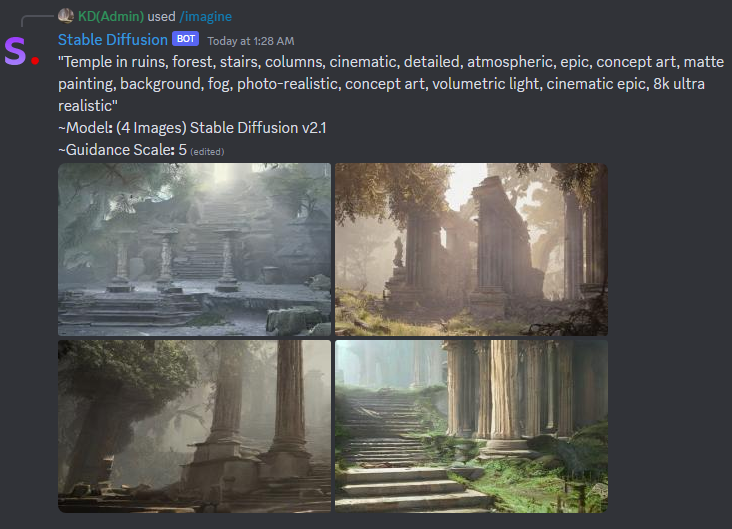 KD(Admin) used /imagine
S.
Stable Diffusion BOT Today at 1:28 AM
"Temple in ruins, forest, stairs, columns, cinematic, detailed, atmospheric, epic, concept art, matte
painting, background, fog, photo-realistic, concept art, volumetric light, cinematic epic, 8k ultra
realistic"
~Model: (4 Images) Stable Diffusion v2.1
~Guidance Scale: 5 (edited)